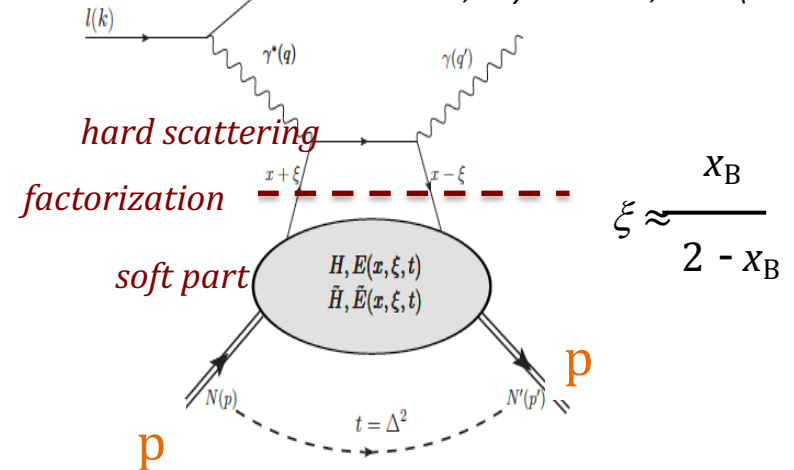 l(k)
γ*(q)
γ(q′)
hard scattering
x + ξ
x − ξ
factorization
ξ ≈ x_B / 2 - x_B
soft part
H, E(x, ξ, t)
H̃, Ẽ(x, ξ, t)
p
N(p)
N′(p′)
t = Δ²
p